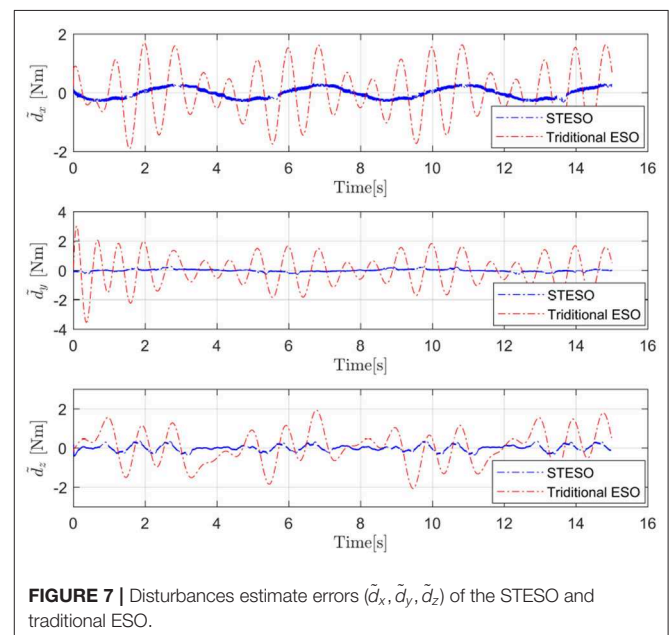 2
0
-2
d̃x [Nm]
STESO
Triditional ESO
0 2 4 6 8 10 12 14 16
Time[s]
4
2
0
-2
-4
d̃y [Nm]
STESO
Triditional ESO
0 2 4 6 8 10 12 14 16
Time[s]
2
0
-2
d̃z [Nm]
STESO
Triditional ESO
0 2 4 6 8 10 12 14 16
Time[s]
FIGURE 7 | Disturbances estimate errors (d̃x, d̃y, d̃z) of the STESO and
traditional ESO.